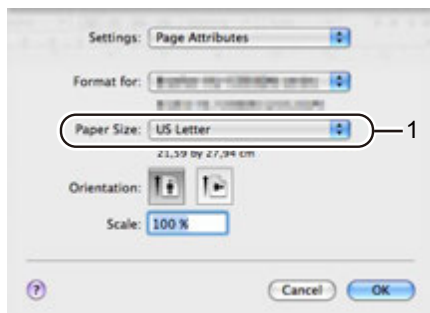 Settings: Page Attributes
Format for:
Paper Size: US Letter 1
21,59 by 27,94 cm
Orientation:
Scale: 100 %
? Cancel OK